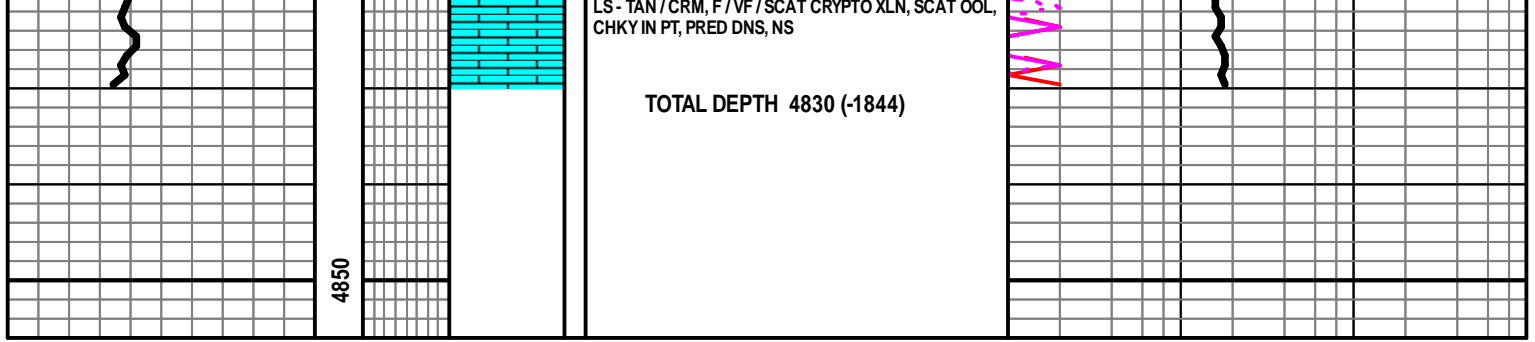 LS - TAN / CRM, F / VF / SCAT CRYPTO XLN, SCAT OOL,
CHKY IN PT, PRED DNS, NS
TOTAL DEPTH 4830 (-1844)
4850